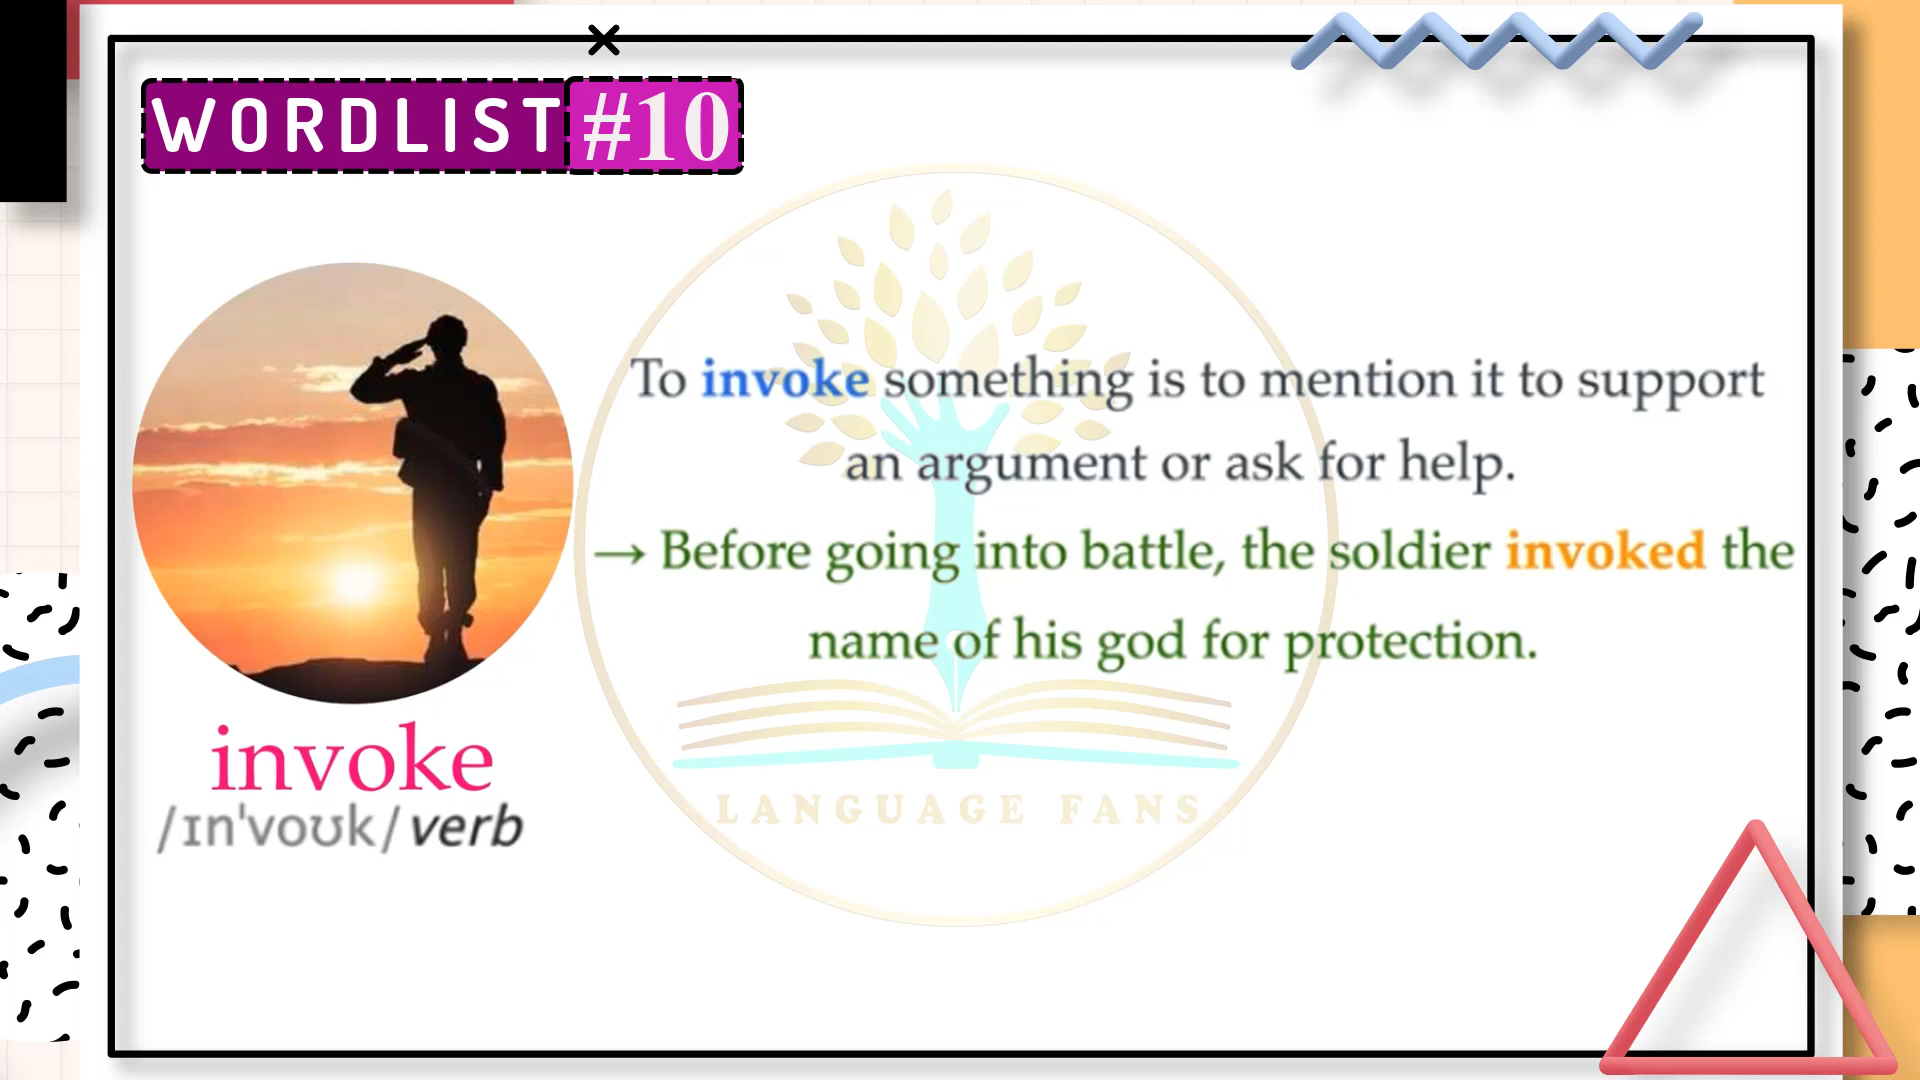 WORDLIST #10
To invoke something is to mention it to support
an argument or ask for help.
→ Before going into battle, the soldier invoked the
name of his god for protection.
invoke
/ɪnˈvoʊk/ verb
LANGUAGE FANS